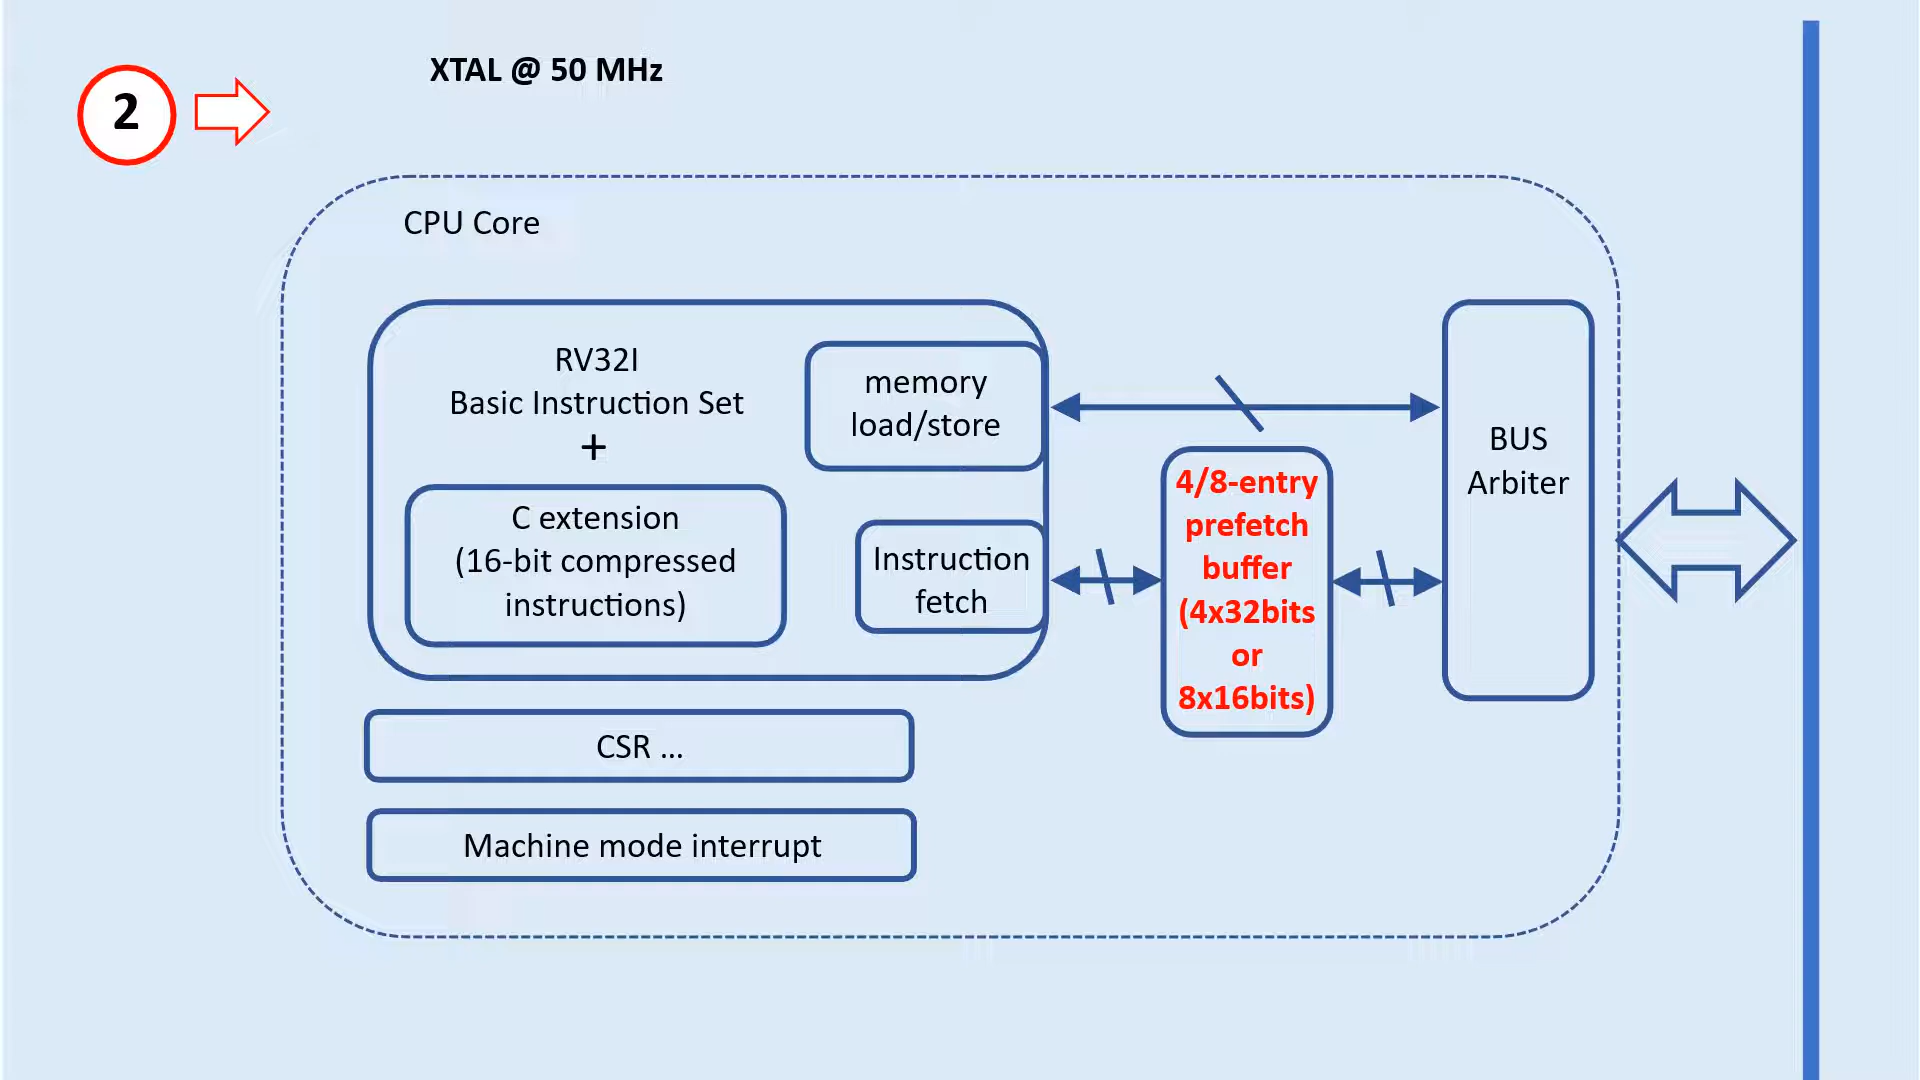 XTAL @ 50 MHz
2
CPU Core
RV32I
Basic Instruction Set
+
C extension
(16-bit compressed
instructions)
memory
load/store
Instruction
fetch
4/8-entry
prefetch
buffer
(4x32bits
or
8x16bits)
BUS
Arbiter
CSR ...
Machine mode interrupt